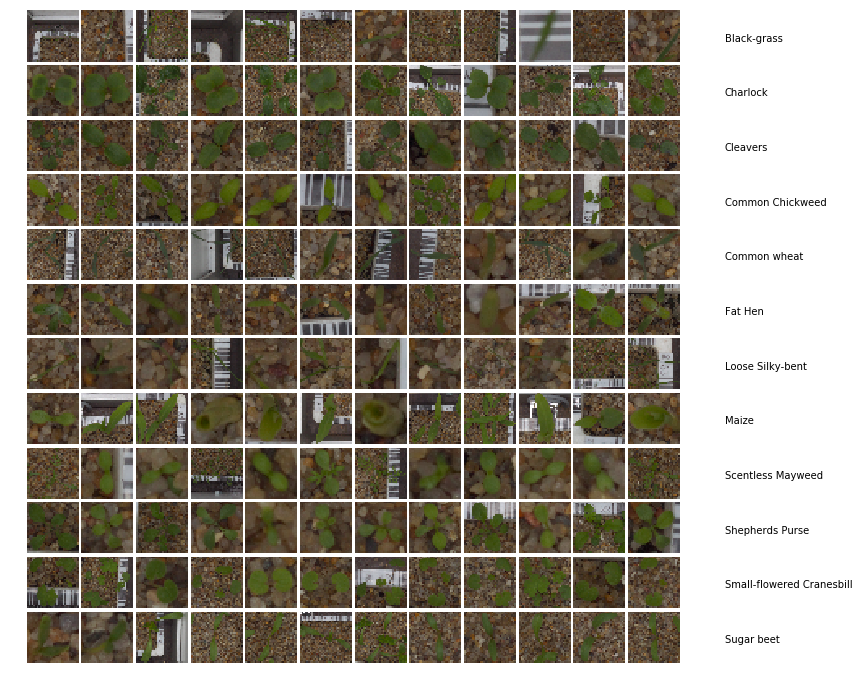 Black-grass
Charlock
Cleavers
Common Chickweed
Common wheat
Fat Hen
Loose Silky-bent
Maize
Scentless Mayweed
Shepherds Purse
Small-flowered Cranesbill
Sugar beet